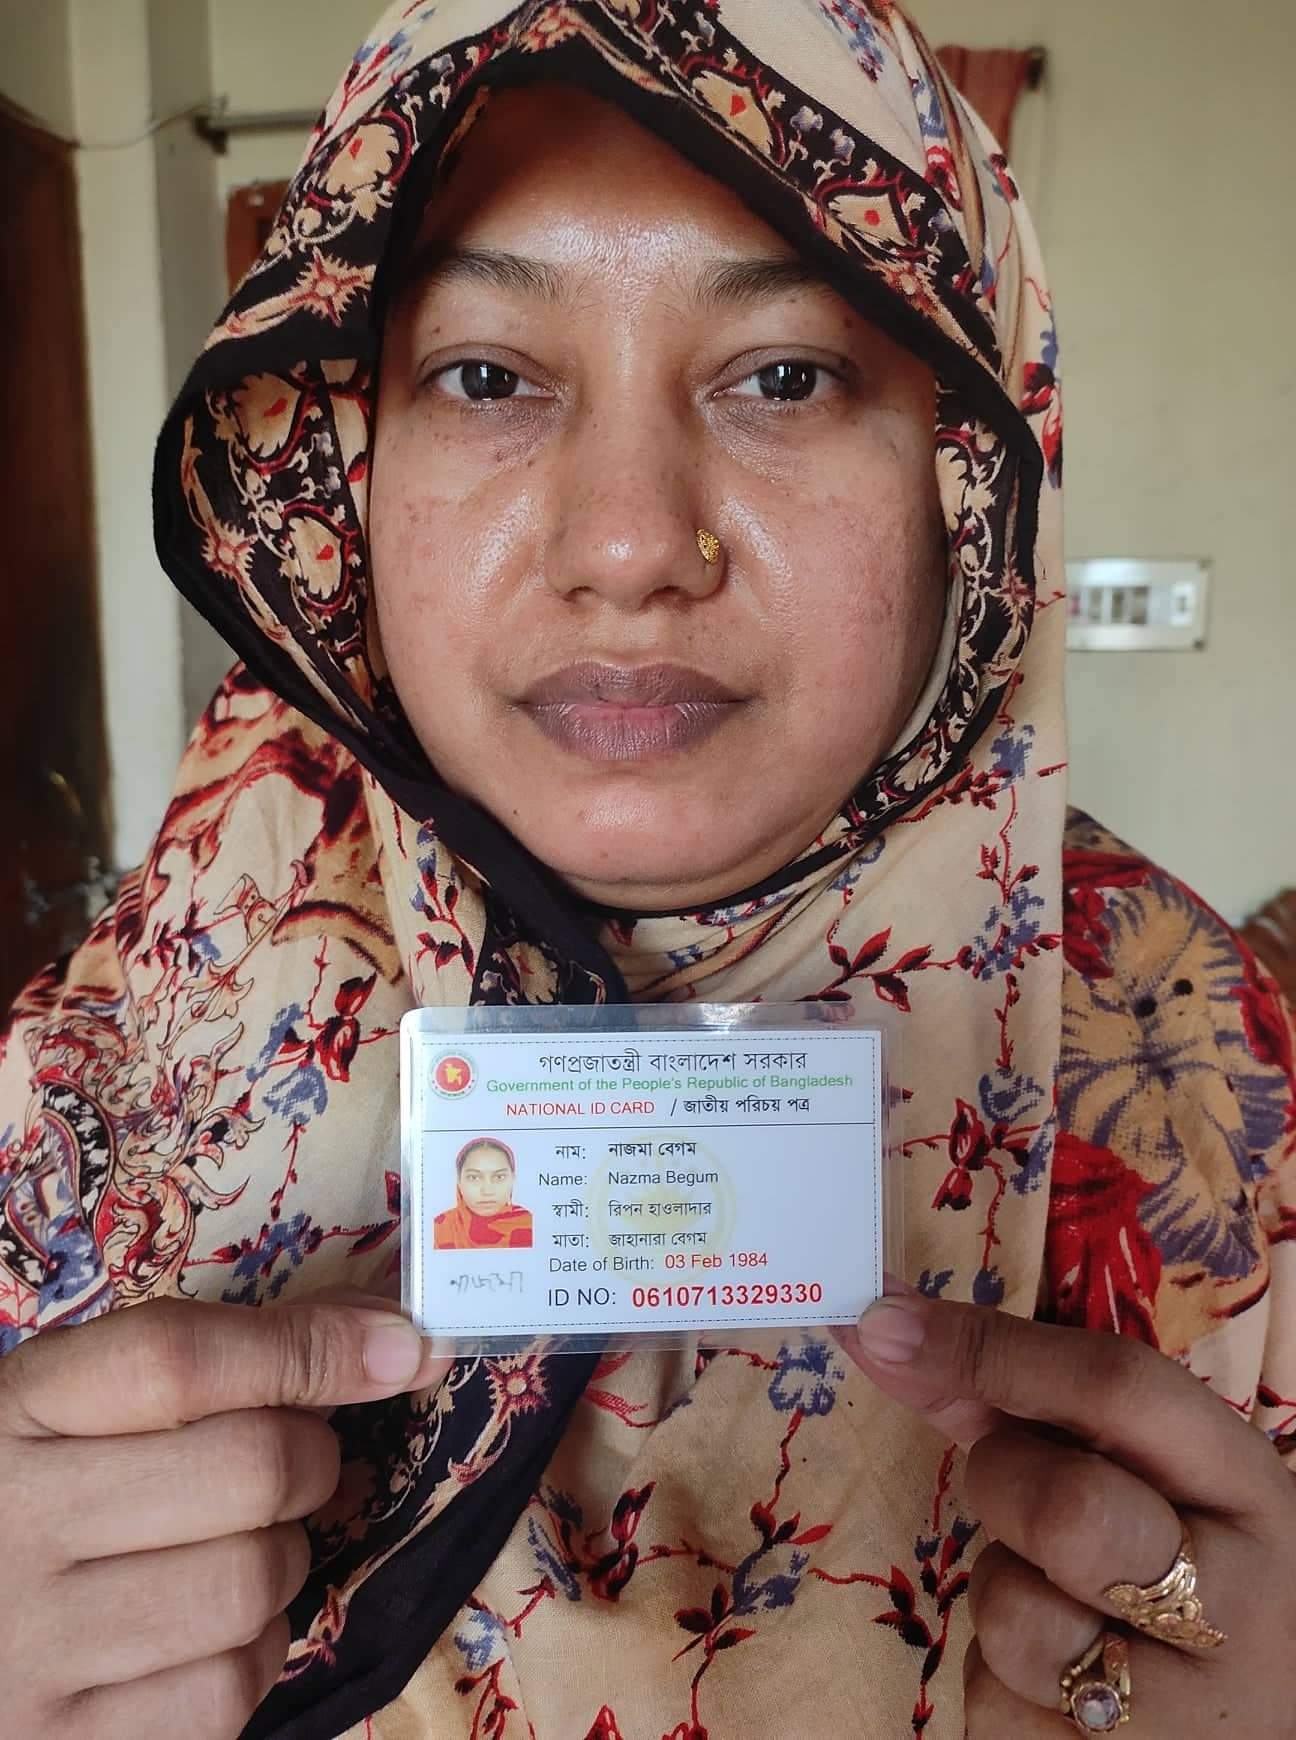 গণপ্রজাতন্ত্রী বাংলাদেশ সরকার
Government of the People's Republic of Bangladesh
NATIONAL ID CARD / জাতীয় পরিচয় পত্র
নাম: নাজমা বেগম
Name: Nazma Begum
স্বামী: রিপন হাওলাদার
মাতা: জাহানারা বেগম
Date of Birth: 03 Feb 1984
ID NO: 0610713329330
নাজমা